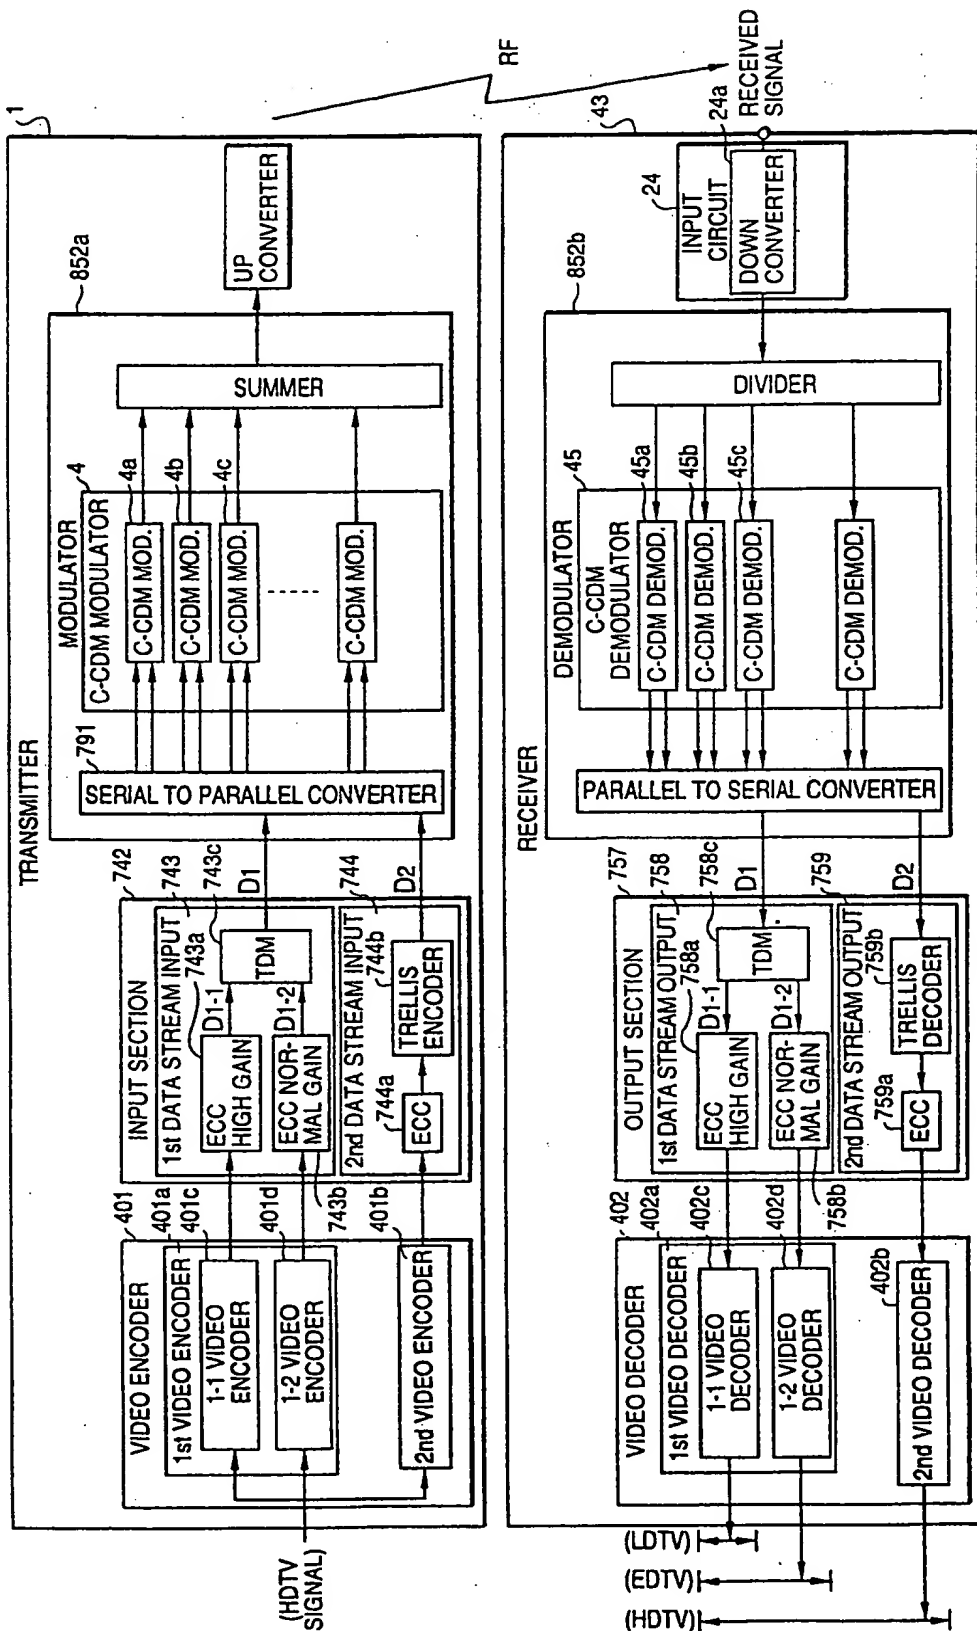 TRANSMITTER
1
(HDTV
SIGNAL)
VIDEO ENCODER
401
1st VIDEO ENCODER
401a
401c
1-1 VIDEO
ENCODER
401d
1-2 VIDEO
ENCODER
401b
2nd VIDEO ENCODER
INPUT SECTION
742
1st DATA STREAM INPUT
743
743a
ECC
HIGH GAIN
D1-1
743c
TDM
ECC NOR-
MAL GAIN
D1-2
743b
2nd DATA STREAM INPUT
744
744a
ECC
744b
TRELLIS
ENCODER
D1
D2
852a
791
SERIAL TO PARALLEL CONVERTER
MODULATOR
C-CDM MODULATOR
4
C-CDM MOD.
4a
C-CDM MOD.
4b
C-CDM MOD.
4c
C-CDM MOD.
SUMMER
UP
CONVERTER
RF
RECEIVER
43
RECEIVED
SIGNAL
INPUT
CIRCUIT
24
DOWN
CONVERTER
24a
852b
DIVIDER
DEMODULATOR
C-CDM
DEMODULATOR
45
C-CDM DEMOD.
45a
C-CDM DEMOD.
45b
C-CDM DEMOD.
45c
C-CDM DEMOD.
PARALLEL TO SERIAL CONVERTER
D1
D2
OUTPUT SECTION
757
1st DATA STREAM OUTPUT
758
758a
ECC
HIGH GAIN
D1-1
758c
TDM
ECC NOR-
MAL GAIN
D1-2
758b
2nd DATA STREAM OUTPUT
759
759a
ECC
759b
TRELLIS
DECODER
VIDEO DECODER
402
1st VIDEO DECODER
402a
402c
1-1 VIDEO
DECODER
402d
1-2 VIDEO
DECODER
402b
2nd VIDEO DECODER
(LDTV)
(EDTV)
(HDTV)